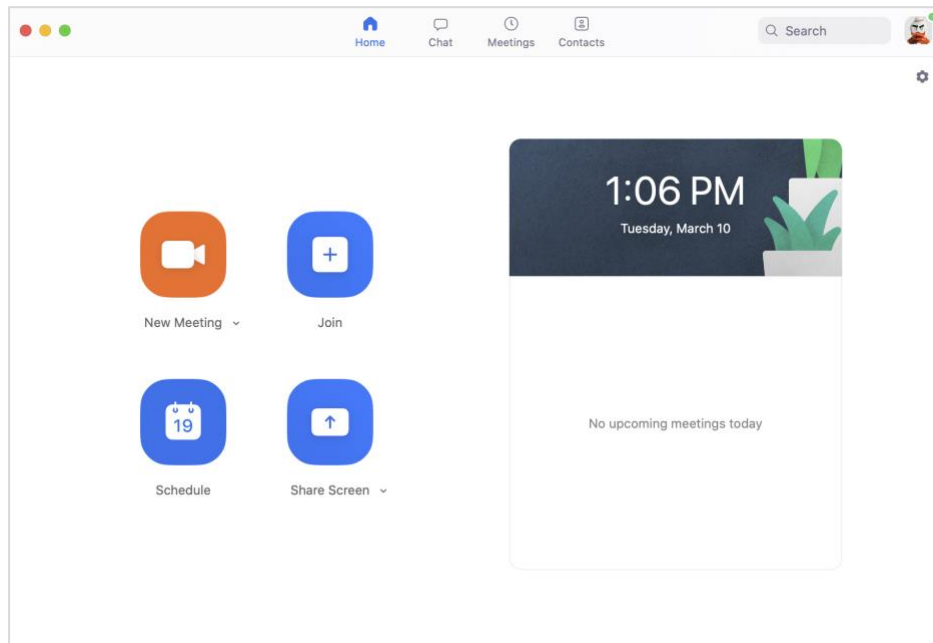 Home
Chat
Meetings
Contacts
Search
1:06 PM
Tuesday, March 10
New Meeting
Join
19
Schedule
Share Screen
No upcoming meetings today